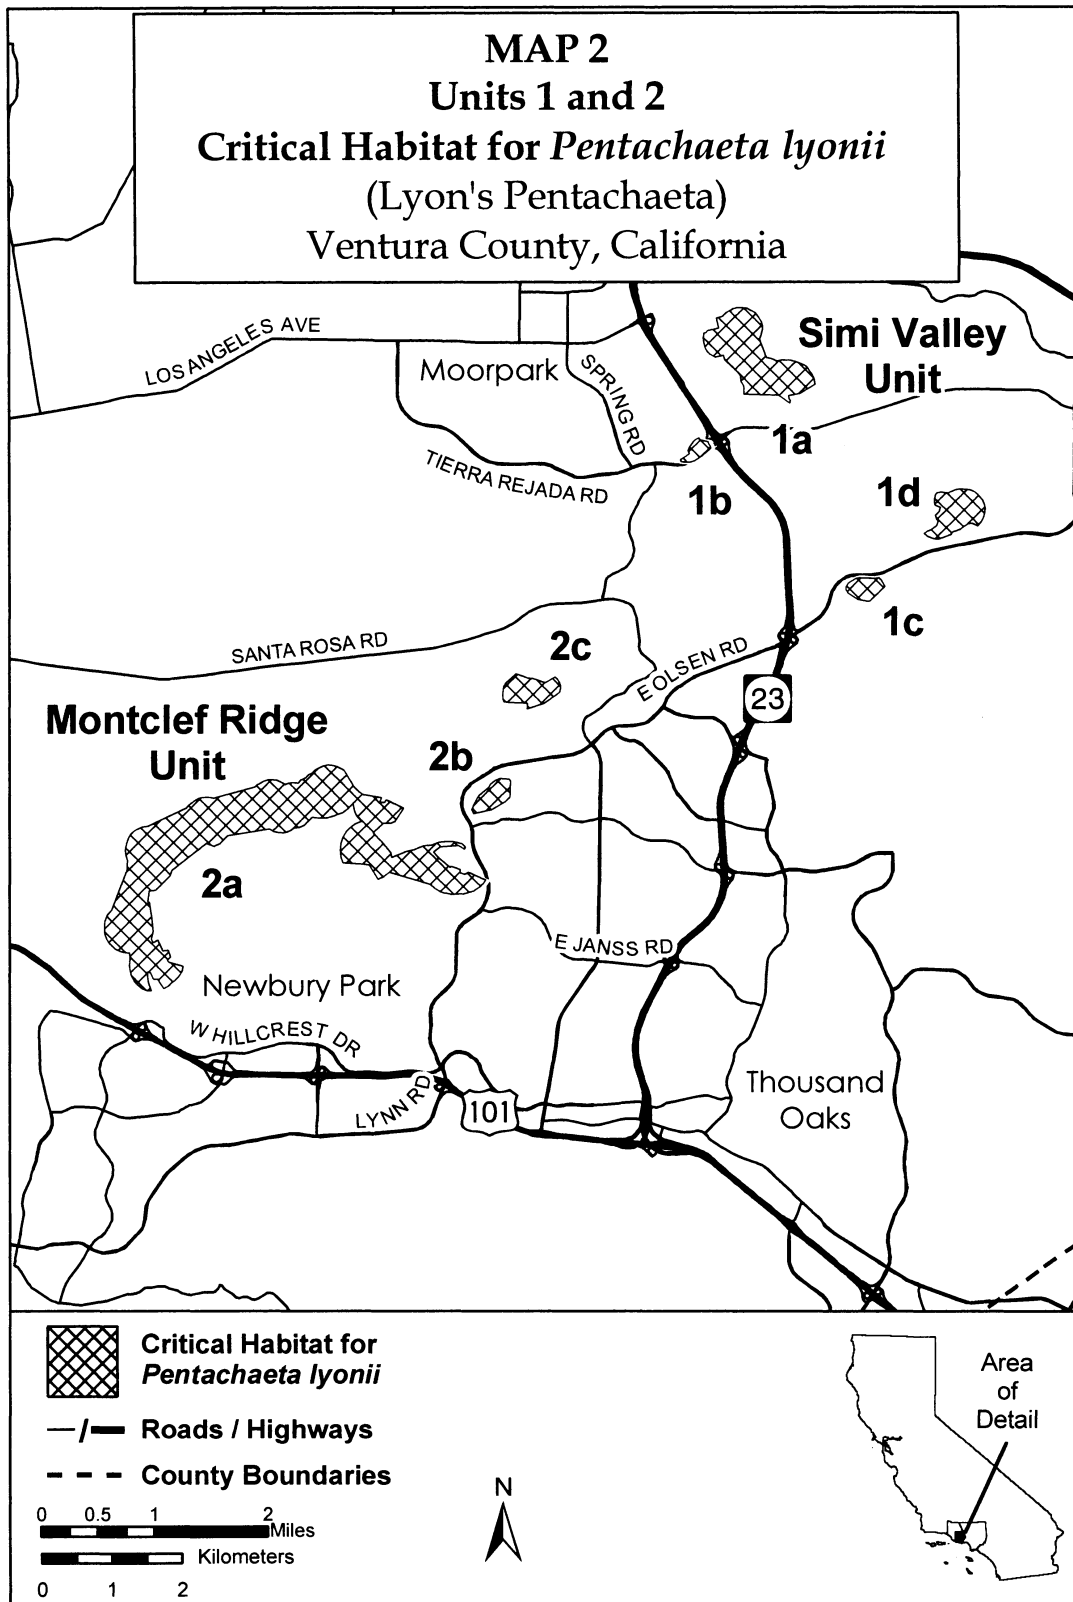 MAP 2
Units 1 and 2
Critical Habitat for Pentachaeta lyonii
(Lyon's Pentachaeta)
Ventura County, California
LOS ANGELES AVE
Moorpark
SPRING RD
Simi Valley
Unit
1a
TIERRA REJADA RD
1b
1d
1c
SANTA ROSA RD
2c
E OLSEN RD
23
Montclef Ridge
Unit
2b
2a
E JANSS RD
Newbury Park
W HILLCREST DR
LYNN RD
101
Thousand
Oaks
Critical Habitat for
Pentachaeta lyonii
Roads / Highways
County Boundaries
0 0.5 1 2
Miles
Kilometers
0 1 2
N
Area
of
Detail